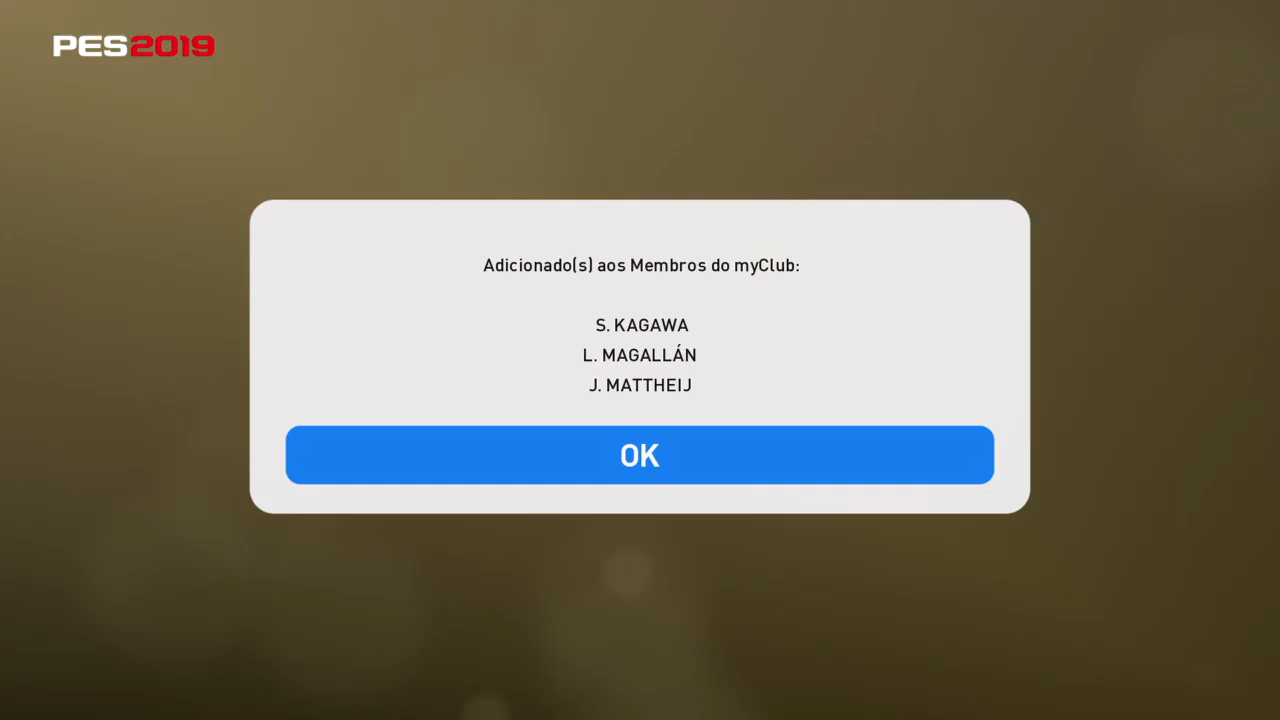 PES2019
Adicionado(s) aos Membros do myClub:
S. KAGAWA
L. MAGALLÁN
J. MATTHEIJ
OK